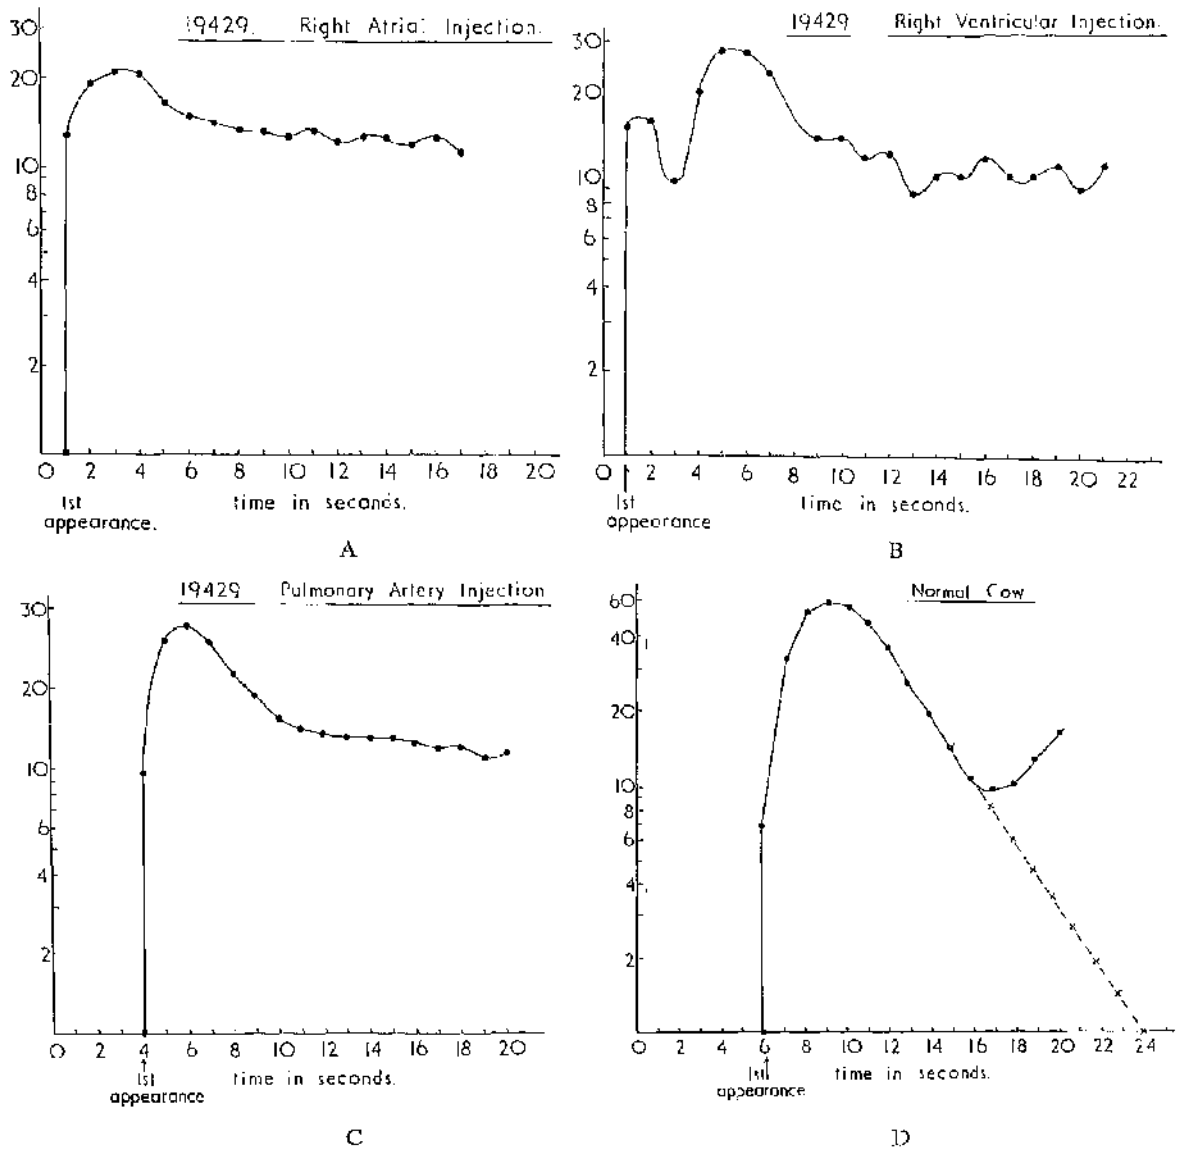 19429. Right Atrial Injection.
30
20
10
8
6
4
2
0 2 4 6 8 10 12 14 16 18 20
1st
appearance.
time in seconds.
A
19429 Right Ventricular Injection.
30
20
10
8
6
4
2
0 2 4 6 8 10 12 14 16 18 20 22
1st
appearance
time in seconds.
B
19429 Pulmonary Artery Injection
30
20
10
8
6
4
2
0 2 4 6 8 10 12 14 16 18 20
1st
appearance
time in seconds.
C
Normal Cow
60
40
20
10
8
6
4
2
0 2 4 6 8 10 12 14 16 18 20 22 24
1st
appearance
time in seconds.
D